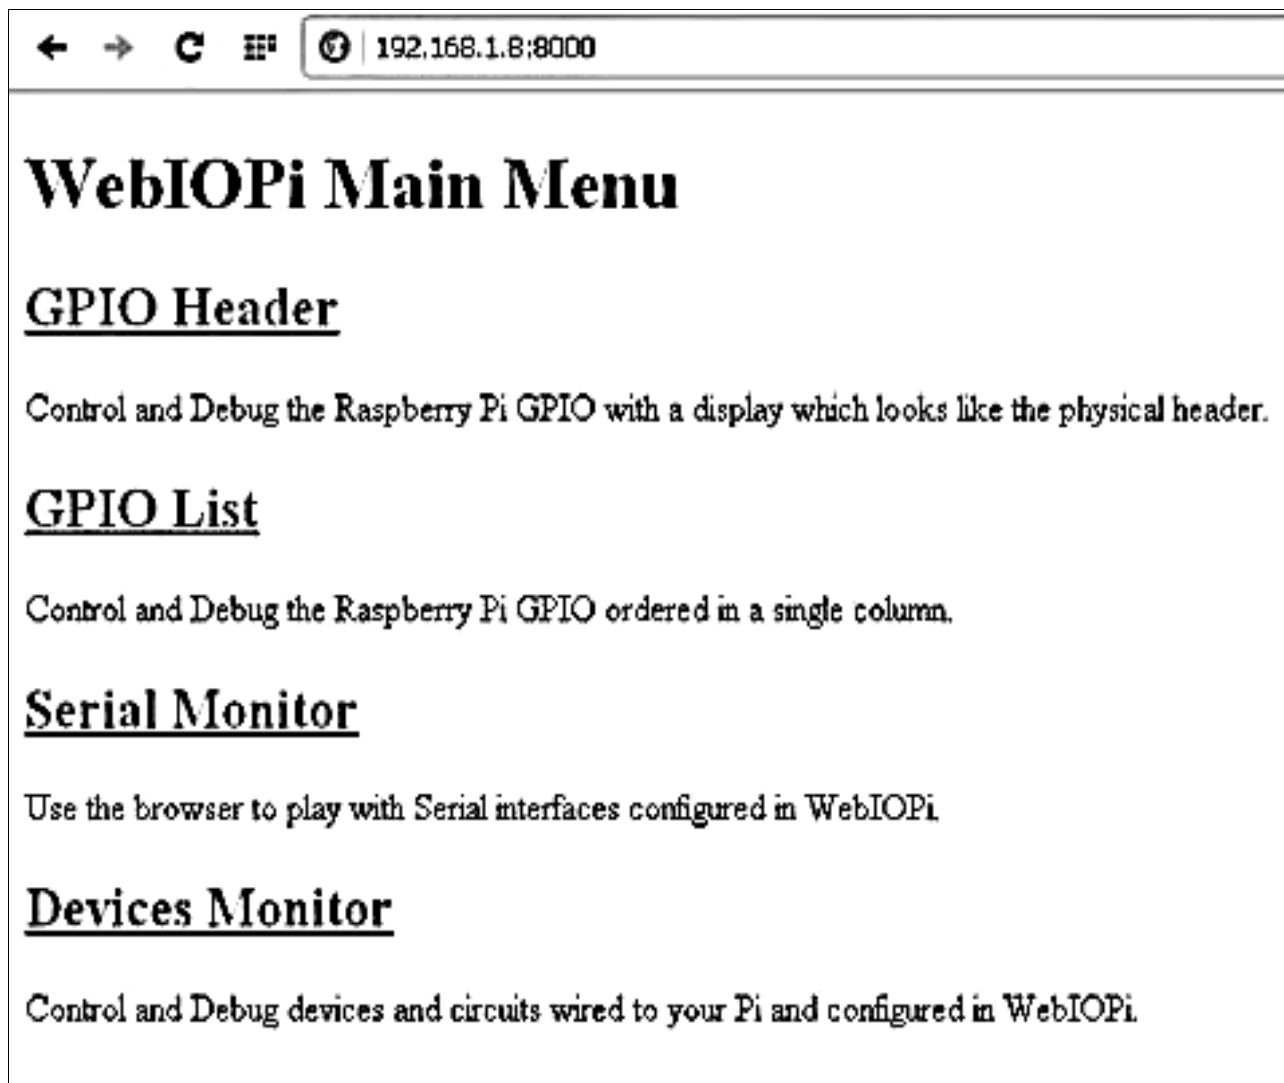 192.168.1.8:8000
WebIOPi Main Menu
GPIO Header
Control and Debug the Raspberry Pi GPIO with a display which looks like the physical header.
GPIO List
Control and Debug the Raspberry Pi GPIO ordered in a single column.
Serial Monitor
Use the browser to play with Serial interfaces configured in WebIOPi.
Devices Monitor
Control and Debug devices and circuits wired to your Pi and configured in WebIOPi.